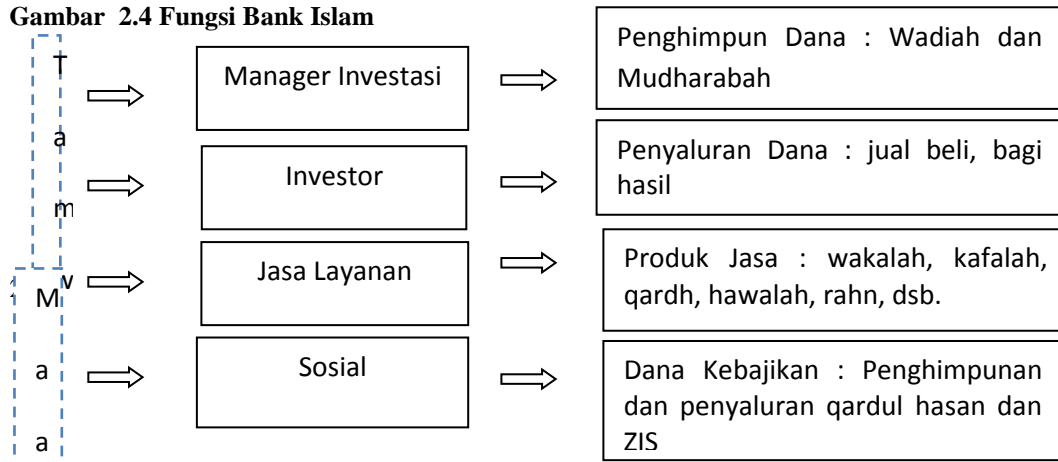 Gambar 2.4 Fungsi Bank Islam
T
a
m
w
M
a
a
Manager Investasi
Penghimpun Dana : Wadiah dan
Mudharabah
Investor
Penyaluran Dana : jual beli, bagi
hasil
Jasa Layanan
Produk Jasa : wakalah, kafalah,
qardh, hawalah, rahn, dsb.
Sosial
Dana Kebajikan : Penghimpunan
dan penyaluran qardul hasan dan
ZIS